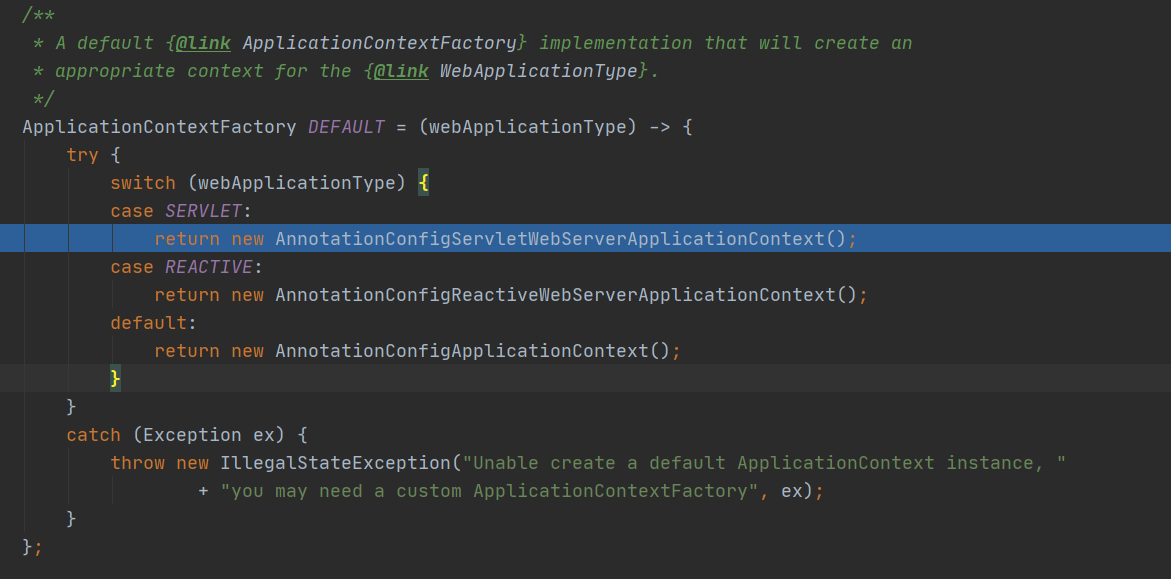 /**
 * A default {@link ApplicationContextFactory} implementation that will create an
 * appropriate context for the {@link WebApplicationType}.
 */
ApplicationContextFactory DEFAULT = (webApplicationType) -> {
    try {
        switch (webApplicationType) {
        case SERVLET:
            return new AnnotationConfigServletWebServerApplicationContext();
        case REACTIVE:
            return new AnnotationConfigReactiveWebServerApplicationContext();
        default:
            return new AnnotationConfigApplicationContext();
        }
    }
    catch (Exception ex) {
        throw new IllegalStateException("Unable create a default ApplicationContext instance, "
                + "you may need a custom ApplicationContextFactory", ex);
    }
};